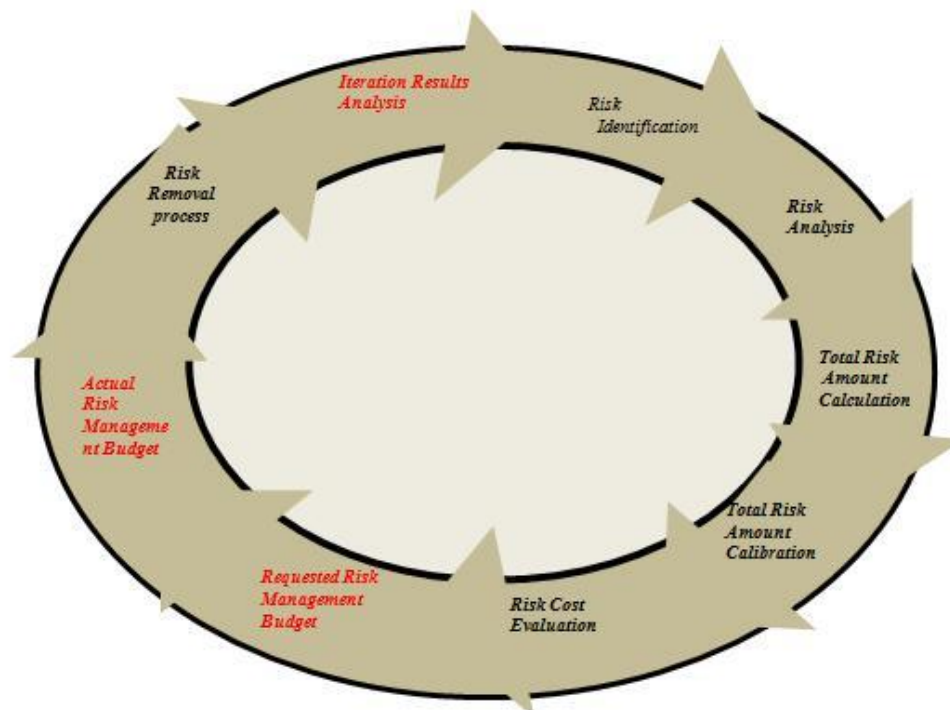 Iteration Results
Analysis
Risk
Identification
Risk
Analysis
Total Risk
Amount
Calculation
Total Risk
Amount
Calibration
Risk Cost
Evaluation
Requested Risk
Management
Budget
Actual
Risk
Manageme
nt Budget
Risk
Removal
process